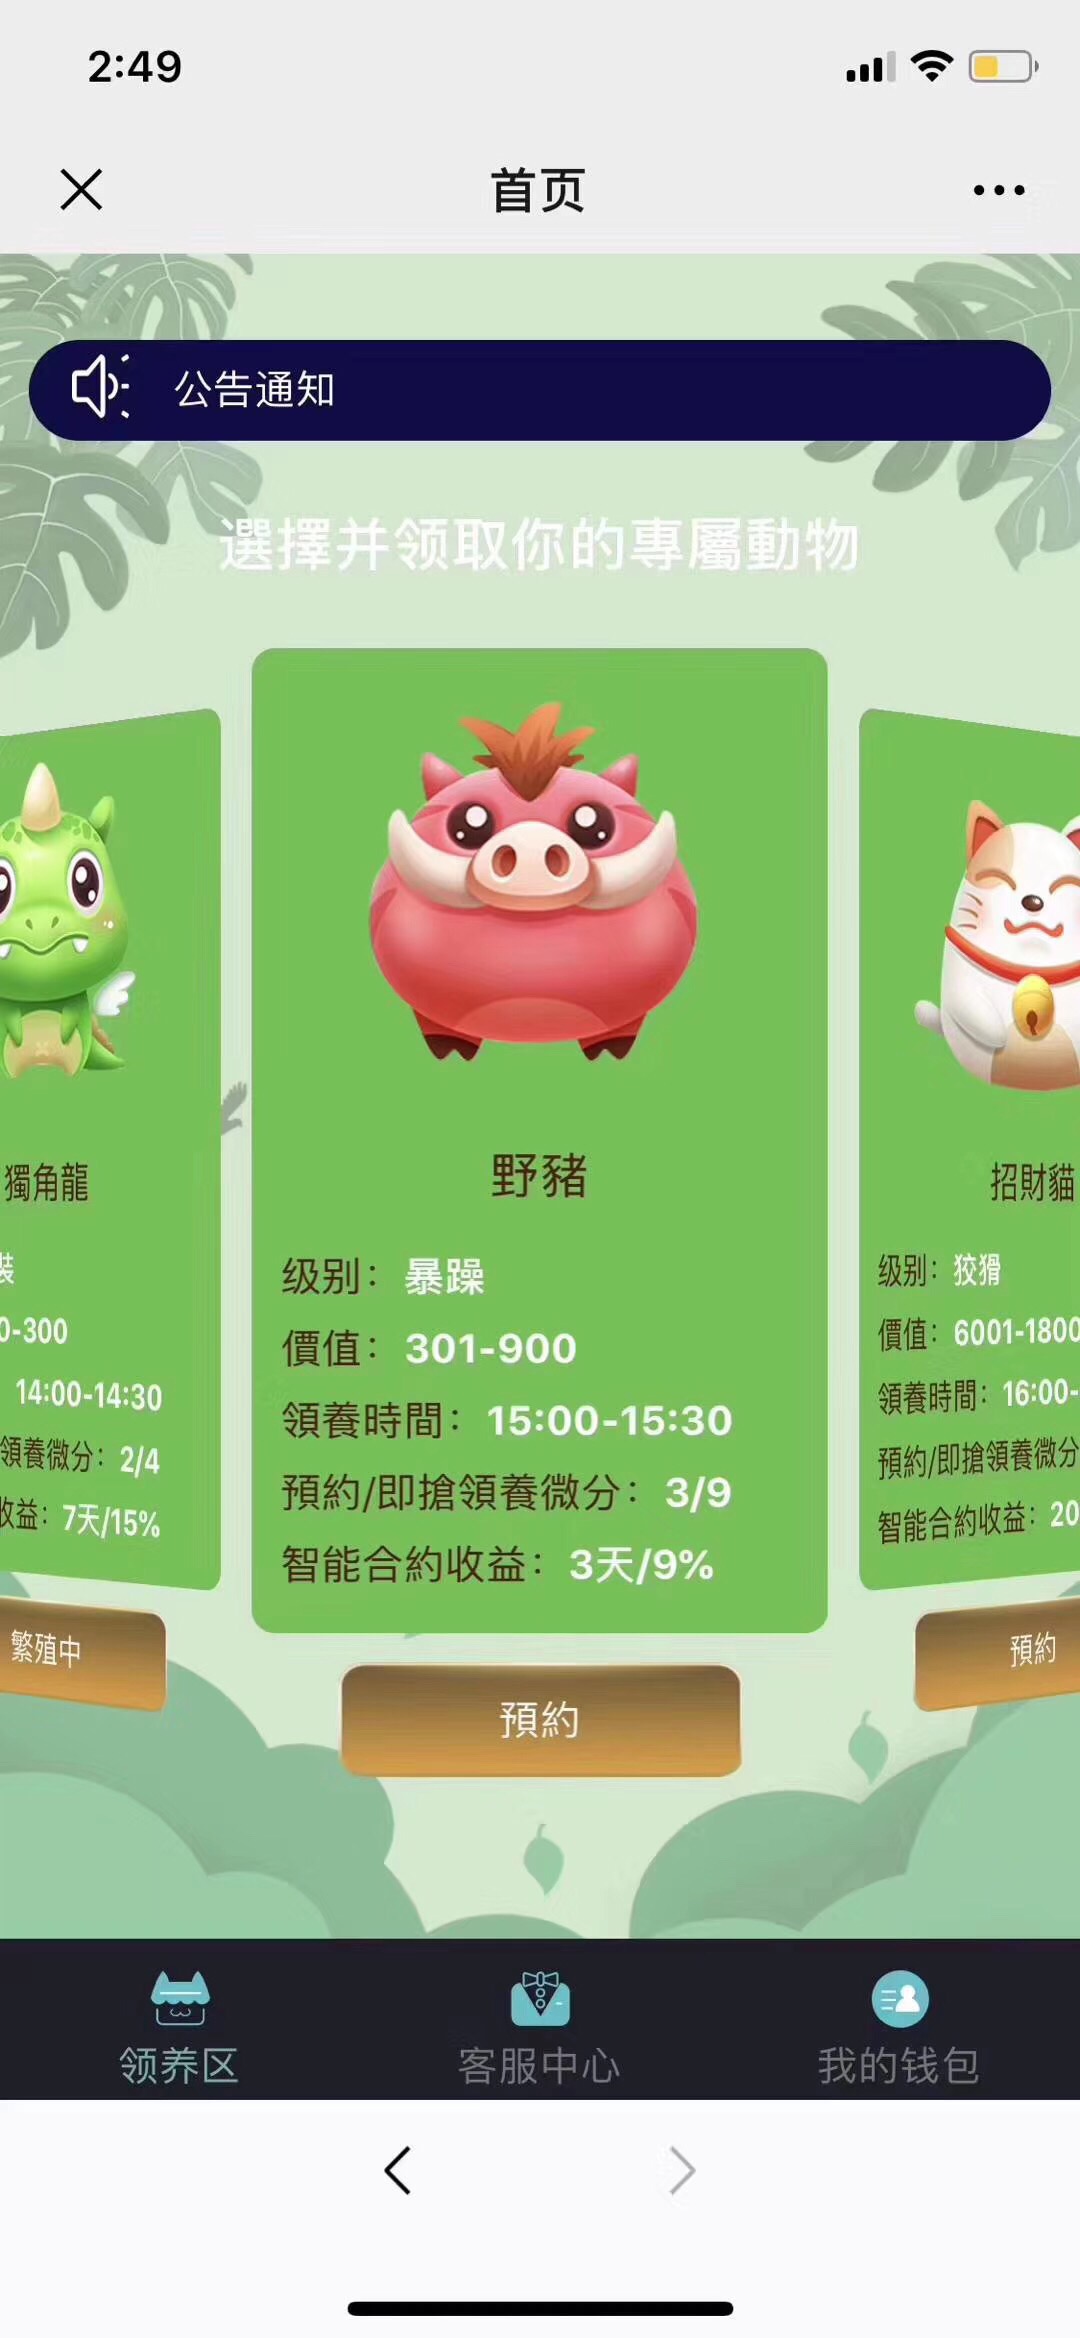 2:49
首页
公告通知
選擇并领取你的專屬動物
獨角龍
裝
0-300
14:00-14:30
領養微分：2/4
收益：7天/15%
繁殖中
野豬
级别：暴躁
價值：301-900
領養時間：15:00-15:30
預約/即搶領養微分：3/9
智能合約收益：3天/9%
預約
招財貓
级别：狡猾
價值：6001-1800
領養時間：16:00-
預約/即搶領養微分
智能合約收益：20
預約
领养区
客服中心
我的钱包